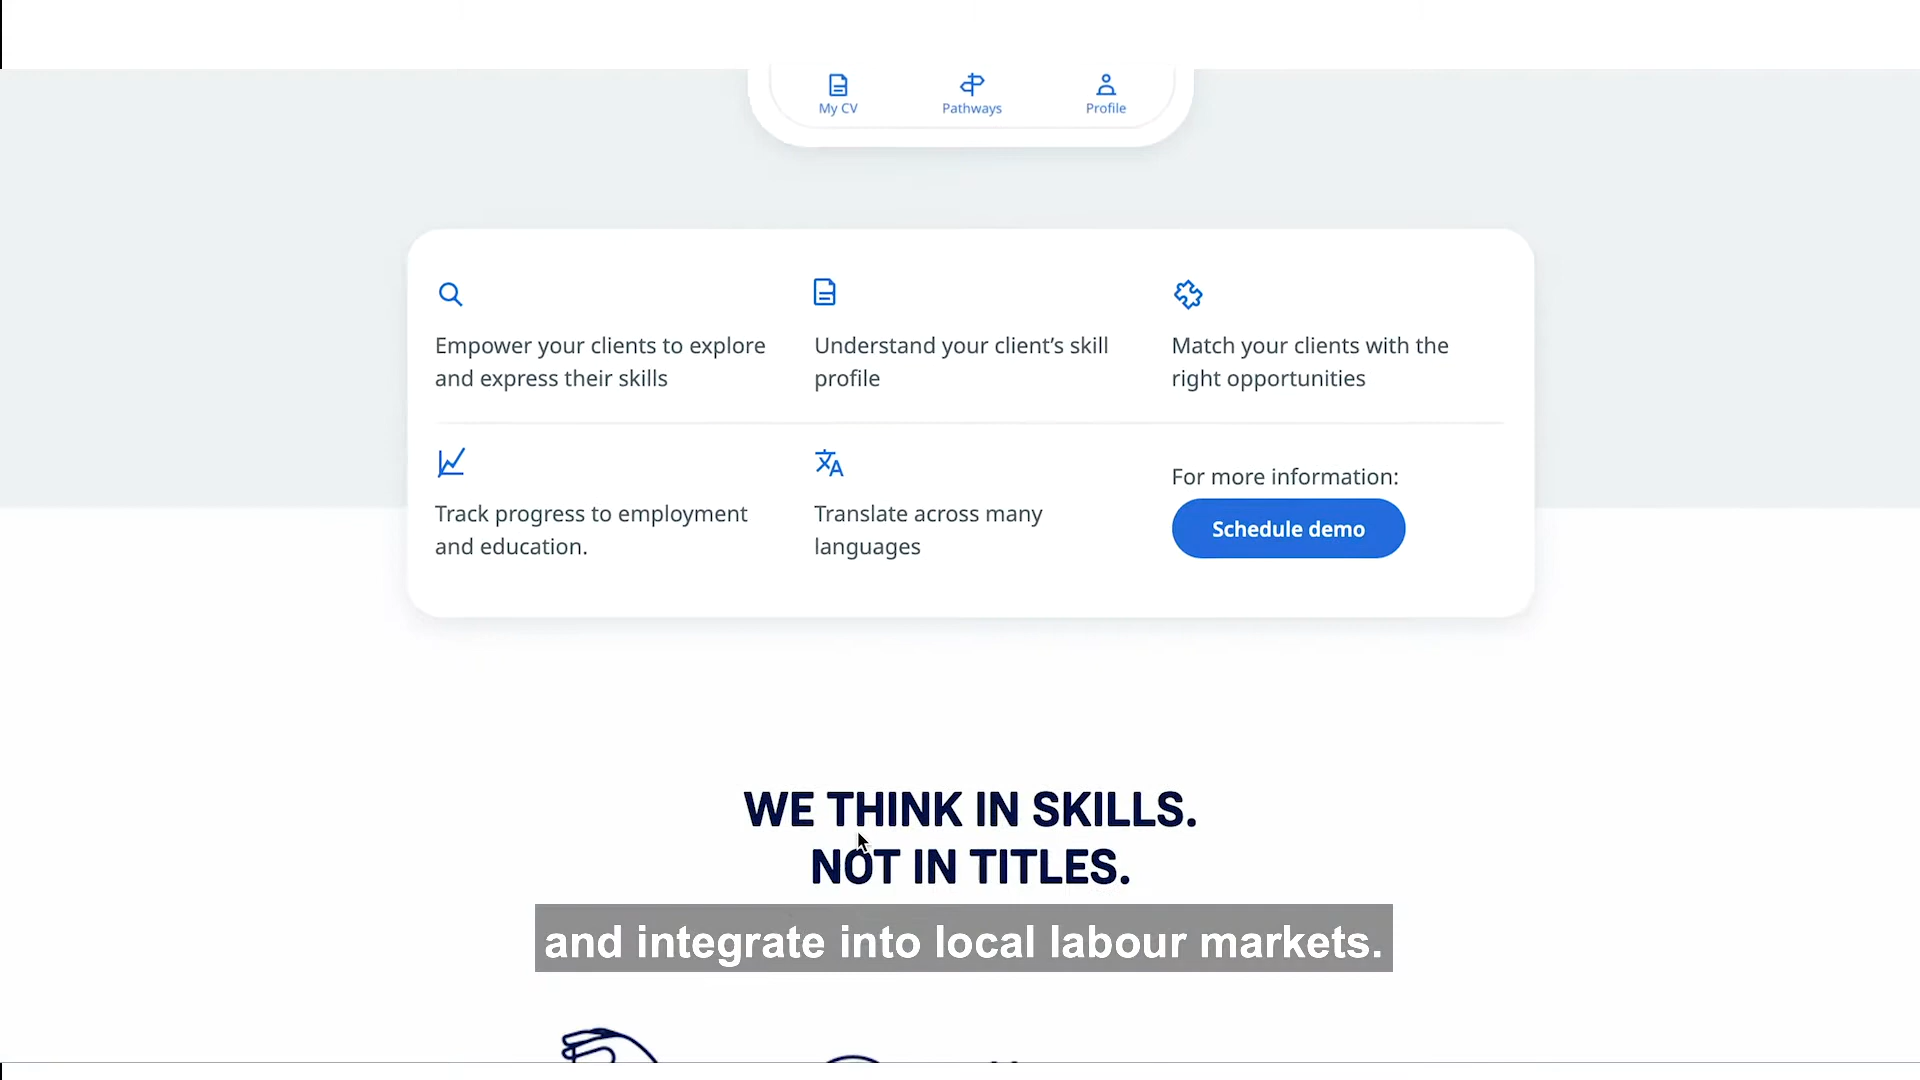 My CV
Pathways
Profile
Empower your clients to explore
and express their skills
Understand your client’s skill
profile
Match your clients with the
right opportunities
Track progress to employment
and education.
Translate across many
languages
For more information:
Schedule demo
WE THINK IN SKILLS.
NOT IN TITLES.
and integrate into local labour markets.